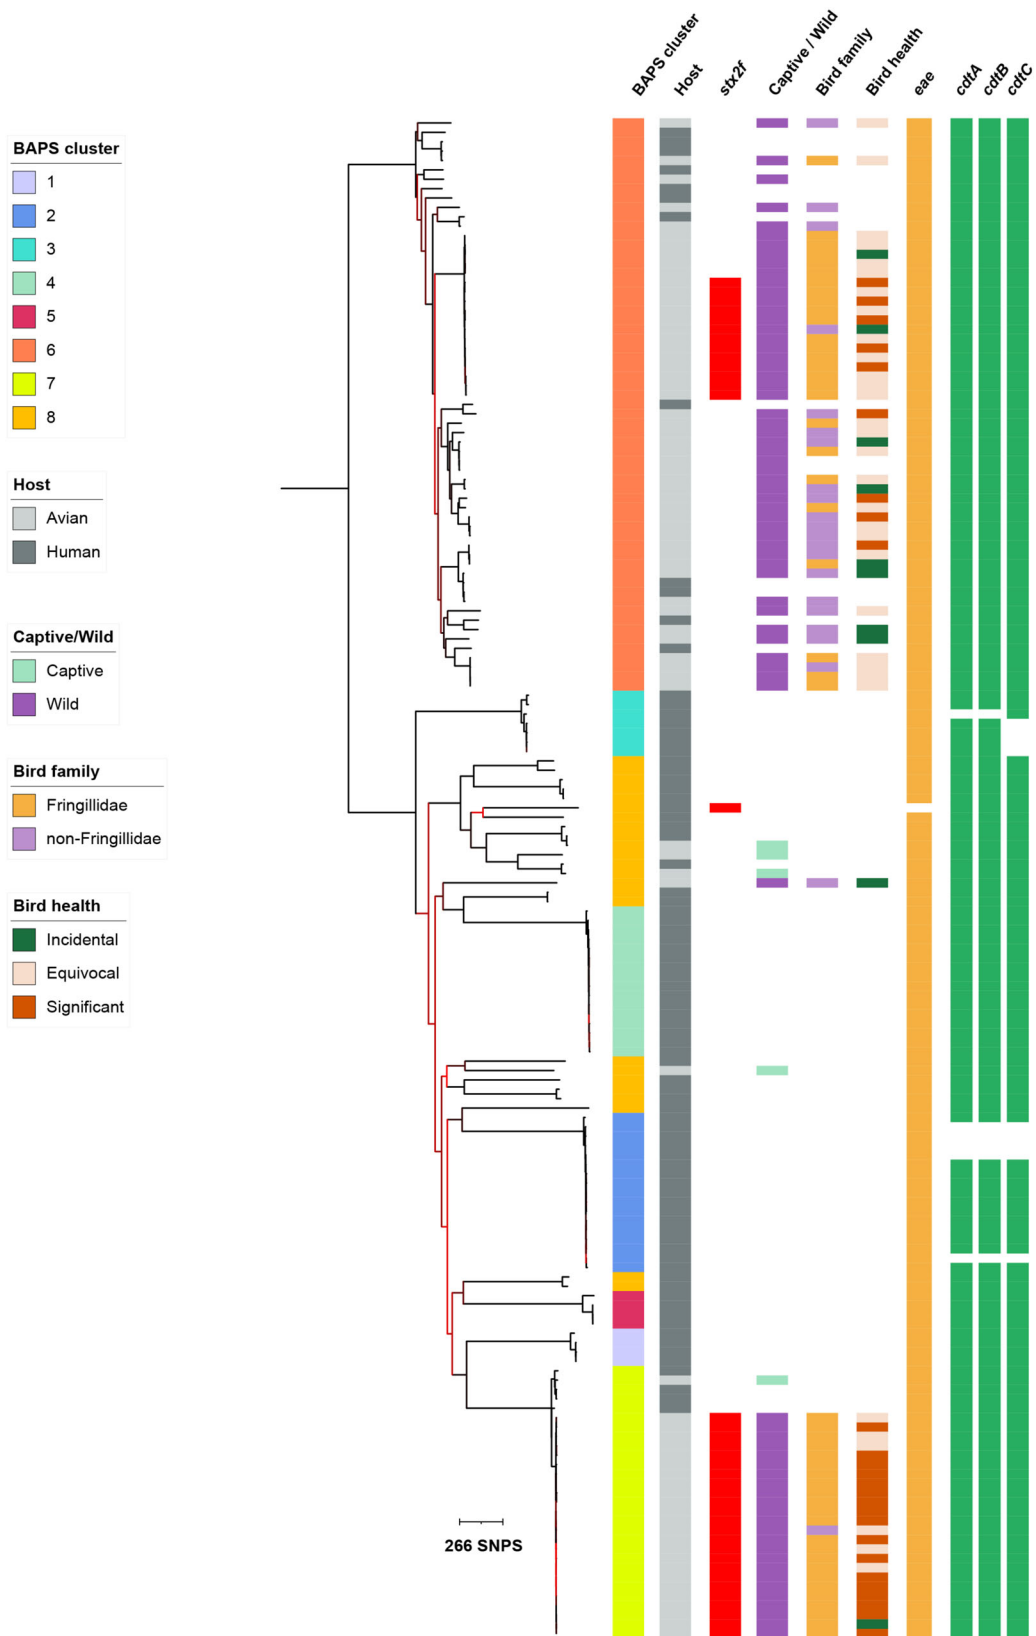 BAPS cluster
Host
stx2f
Captive / Wild
Bird family
Bird health
eae
cdtA
cdtB
cdtC
BAPS cluster
1
2
3
4
5
6
7
8
Host
Avian
Human
Captive/Wild
Captive
Wild
Bird family
Fringillidae
non-Fringillidae
Bird health
Incidental
Equivocal
Significant
266 SNPS